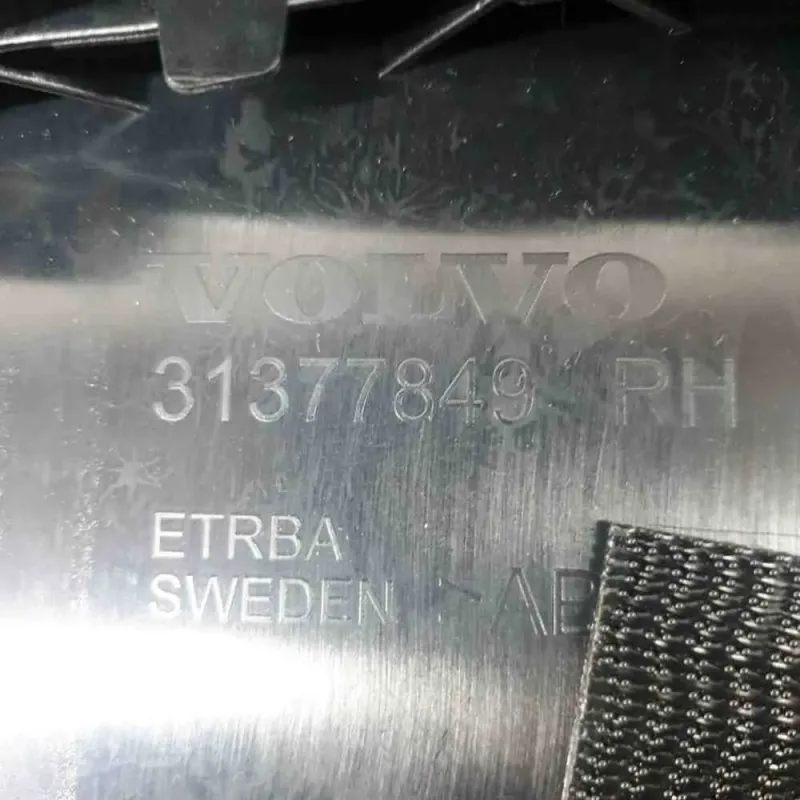 VOLVO
31377849 RH
ETRBA
SWEDEN >AB